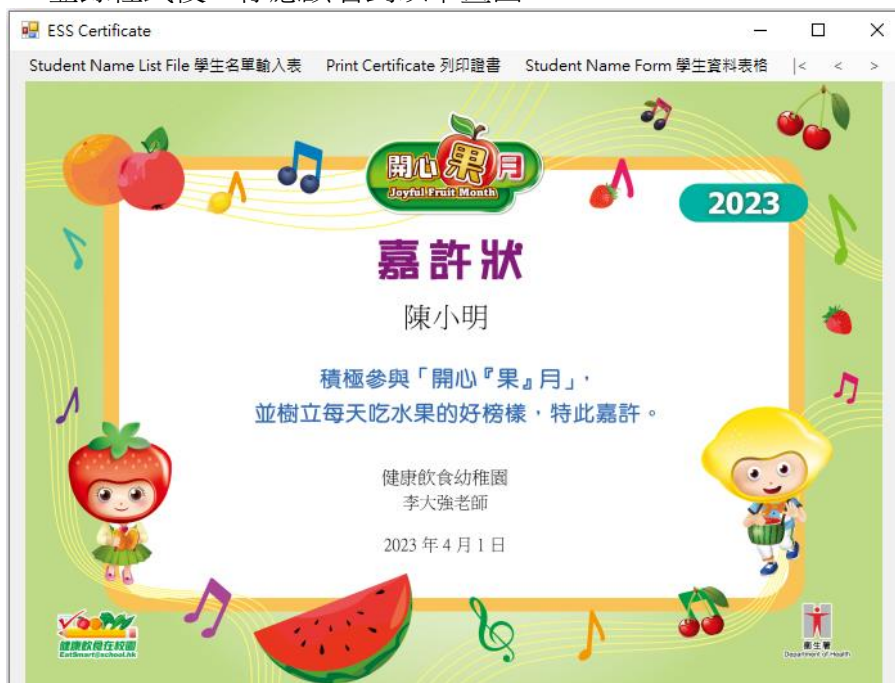 ESS Certificate
Student Name List File 學生名單輸入表 Print Certificate 列印證書 Student Name Form 學生資料表格 |< < >
開心果月
Joyful Fruit Month
2023
嘉許狀
陳小明
積極參與「開心『果』月」，
並樹立每天吃水果的好榜樣，特此嘉許。
健康飲食幼稚園
李大強老師
2023 年 4 月 1 日
健康飲食在校園
EatSmart@school.hk
衞生署
Department of Health